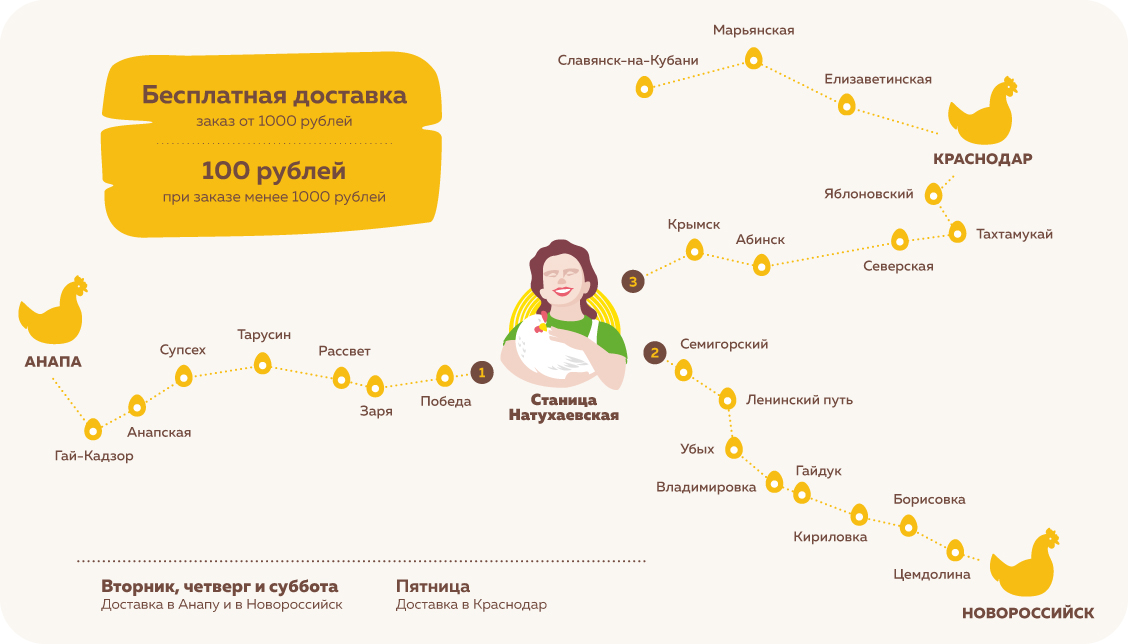 Бесплатная доставка
заказ от 1000 рублей
100 рублей
при заказе менее 1000 рублей
Марьянская
Славянск-на-Кубани
Елизаветинская
КРАСНОДАР
Яблоновский
Тахтамукай
Северская
Абинск
Крымск
3
Станица
Натухаевская
1
Победа
Заря
Рассвет
Тарусин
Супсех
Анапская
Гай-Кадзор
АНАПА
2
Семигорский
Ленинский путь
Убых
Владимировка
Гайдук
Кириловка
Борисовка
Цемдолина
НОВОРОССИЙСК
Вторник, четверг и суббота
Доставка в Анапу и в Новороссийск
Пятница
Доставка в Краснодар